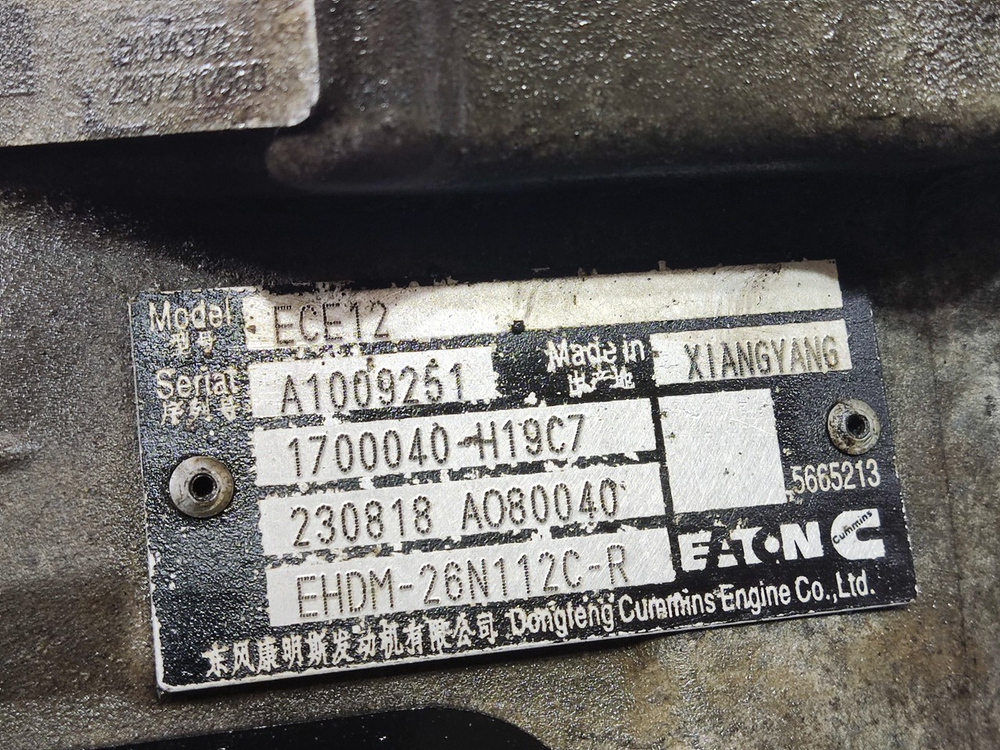 Model ECE12
型号
Serial A1009251 Made in XIANGYANG
序列号 出产地
1700040-H19C7
230818 A080040
5665213
EHDM-26N112C-R
EATON Cummins
Dongfeng Cummins Engine Co.,Ltd.
东风康明斯发动机有限公司